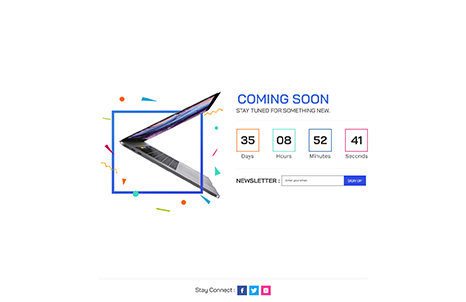 COMING SOON
STAY TUNED FOR SOMETHING NEW.
35 08 52 41
Days Hours Minutes Seconds
NEWSLETTER : Enter your email SIGN UP
Stay Connect :